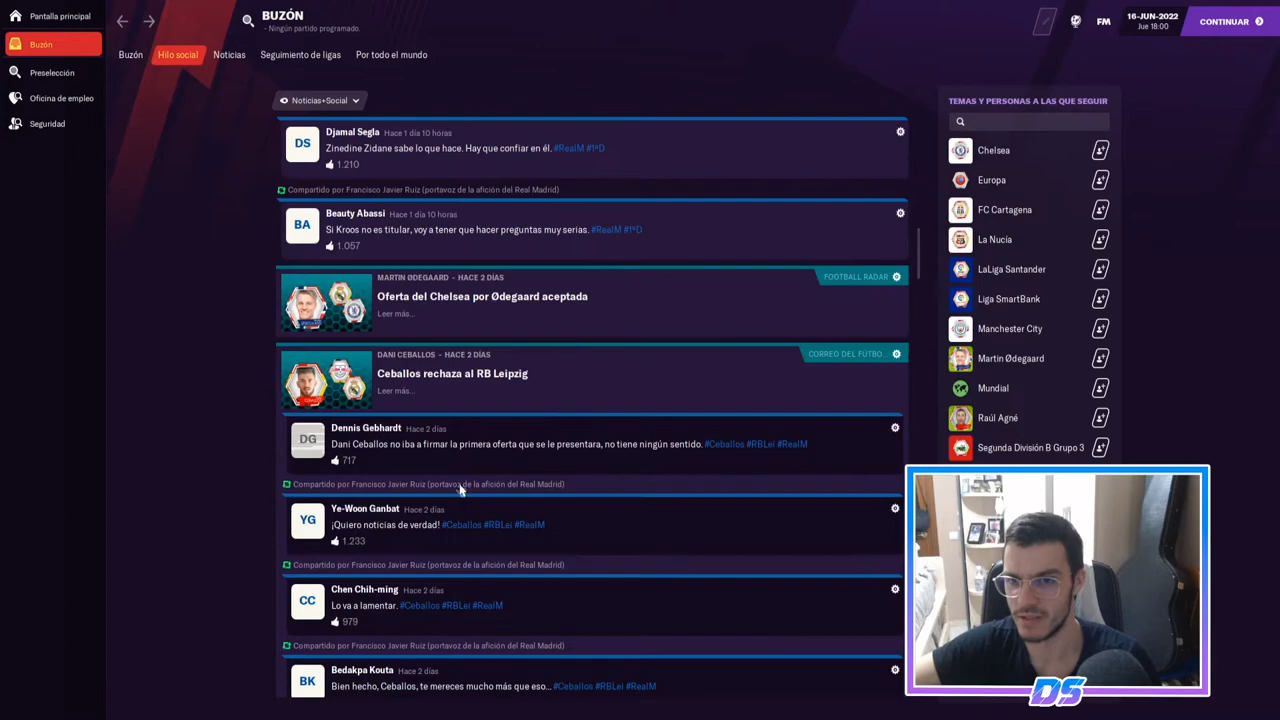 Pantalla principal
Buzón
Preselección
Oficina de empleo
Seguridad
BUZÓN
- Ningún partido programado.
FM
16-JUN-2022
Jue 18:00
CONTINUAR
Buzón
Hilo social
Noticias
Seguimiento de ligas
Por todo el mundo
Noticias+Social
DS
Djamal Segla Hace 1 día 10 horas
Zinedine Zidane sabe lo que hace. Hay que confiar en él. #RealM #1ªD
1.210
Compartido por Francisco Javier Ruiz (portavoz de la afición del Real Madrid)
BA
Beauty Abassi Hace 1 día 10 horas
Si Kroos no es titular, voy a tener que hacer preguntas muy serias. #RealM #1ªD
1.057
MARTIN ØDEGAARD - HACE 2 DÍAS
FOOTBALL RADAR
Oferta del Chelsea por Ødegaard aceptada
Leer más...
DANI CEBALLOS - HACE 2 DÍAS
CORREO DEL FÚTBO...
Ceballos rechaza al RB Leipzig
Leer más...
DG
Dennis Gebhardt Hace 2 días
Dani Ceballos no iba a firmar la primera oferta que se le presentara, no tiene ningún sentido. #Ceballos #RBLei #RealM
717
Compartido por Francisco Javier Ruiz (portavoz de la afición del Real Madrid)
YG
Ye-Woon Ganbat Hace 2 días
¡Quiero noticias de verdad! #Ceballos #RBLei #RealM
1.233
Compartido por Francisco Javier Ruiz (portavoz de la afición del Real Madrid)
CC
Chen Chih-ming Hace 2 días
Lo va a lamentar. #Ceballos #RBLei #RealM
979
Compartido por Francisco Javier Ruiz (portavoz de la afición del Real Madrid)
BK
Bedakpa Kouta Hace 2 días
Bien hecho, Ceballos, te mereces mucho más que eso... #Ceballos #RBLei #RealM
TEMAS Y PERSONAS A LAS QUE SEGUIR
Chelsea
Europa
FC Cartagena
La Nucía
LaLiga Santander
Liga SmartBank
Manchester City
Martin Ødegaard
Mundial
Raúl Agné
Segunda División B Grupo 3
DS